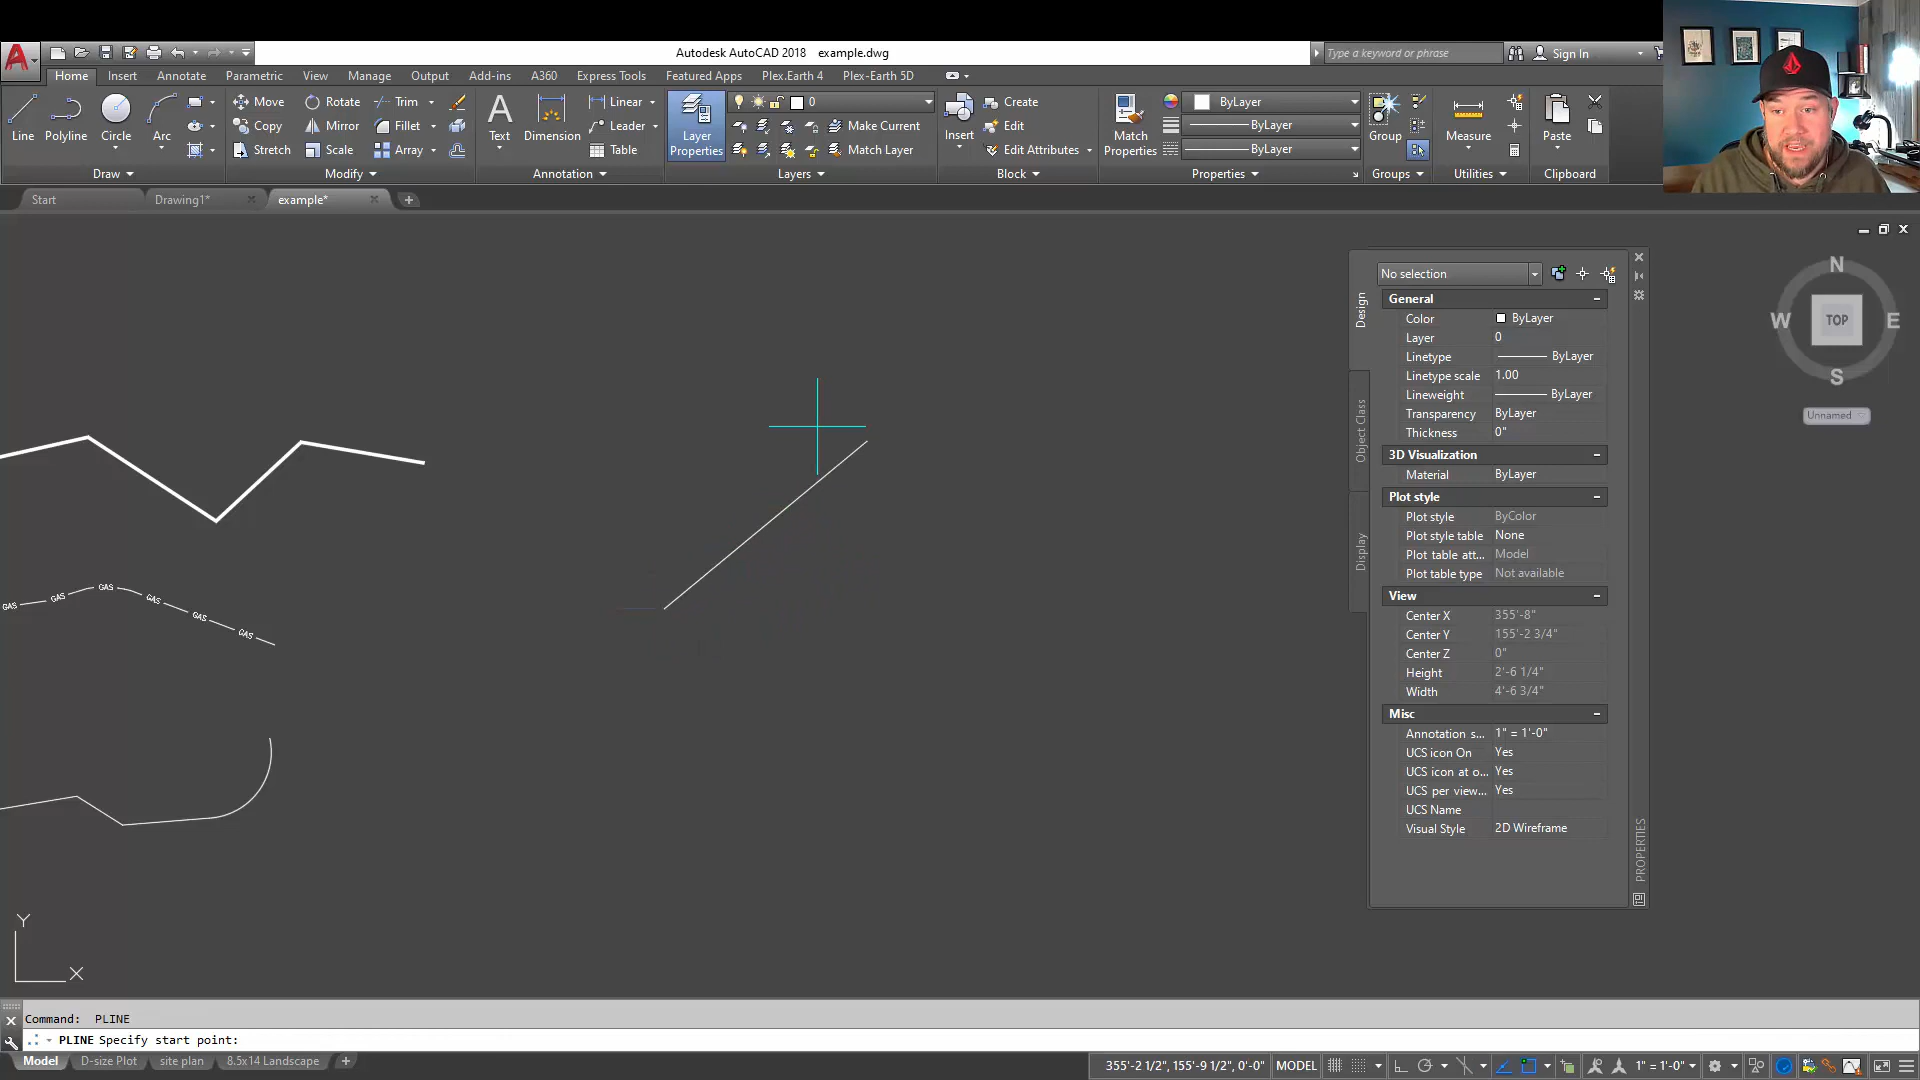 Autodesk AutoCAD 2018 example.dwg
Type a keyword or phrase
Sign In
Home Insert Annotate Parametric View Manage Output Add-ins A360 Express Tools Featured Apps Plex.Earth 4 Plex-Earth 5D
Line Polyline Circle Arc
Draw
Move Rotate Trim
Copy Mirror Fillet
Stretch Scale Array
Modify
Text Dimension
Linear
Leader
Table
Annotation
Layer Properties
0
Make Current
Match Layer
Layers
Insert
Create
Edit
Edit Attributes
Block
Match Properties
ByLayer
ByLayer
ByLayer
Properties
Group
Groups
Measure
Utilities
Paste
Clipboard
Start Drawing1* example*
No selection
Design
Object Class
Display
PROPERTIES
General
Color ByLayer
Layer 0
Linetype ByLayer
Linetype scale 1.00
Lineweight ByLayer
Transparency ByLayer
Thickness 0"
3D Visualization
Material ByLayer
Plot style
Plot style ByColor
Plot style table None
Plot table att... Model
Plot table type Not available
View
Center X 355'-8"
Center Y 155'-2 3/4"
Center Z 0"
Height 2'-6 1/4"
Width 4'-6 3/4"
Misc
Annotation s... 1" = 1'-0"
UCS icon On Yes
UCS icon at o... Yes
UCS per view... Yes
UCS Name
Visual Style 2D Wireframe
N
W TOP E
S
Unnamed
GAS GAS GAS GAS GAS GAS
Y
X
Command: PLINE
PLINE Specify start point:
Model D-size Plot site plan 8.5x14 Landscape
355'-2 1/2", 155'-9 1/2", 0'-0" MODEL 1" = 1'-0"